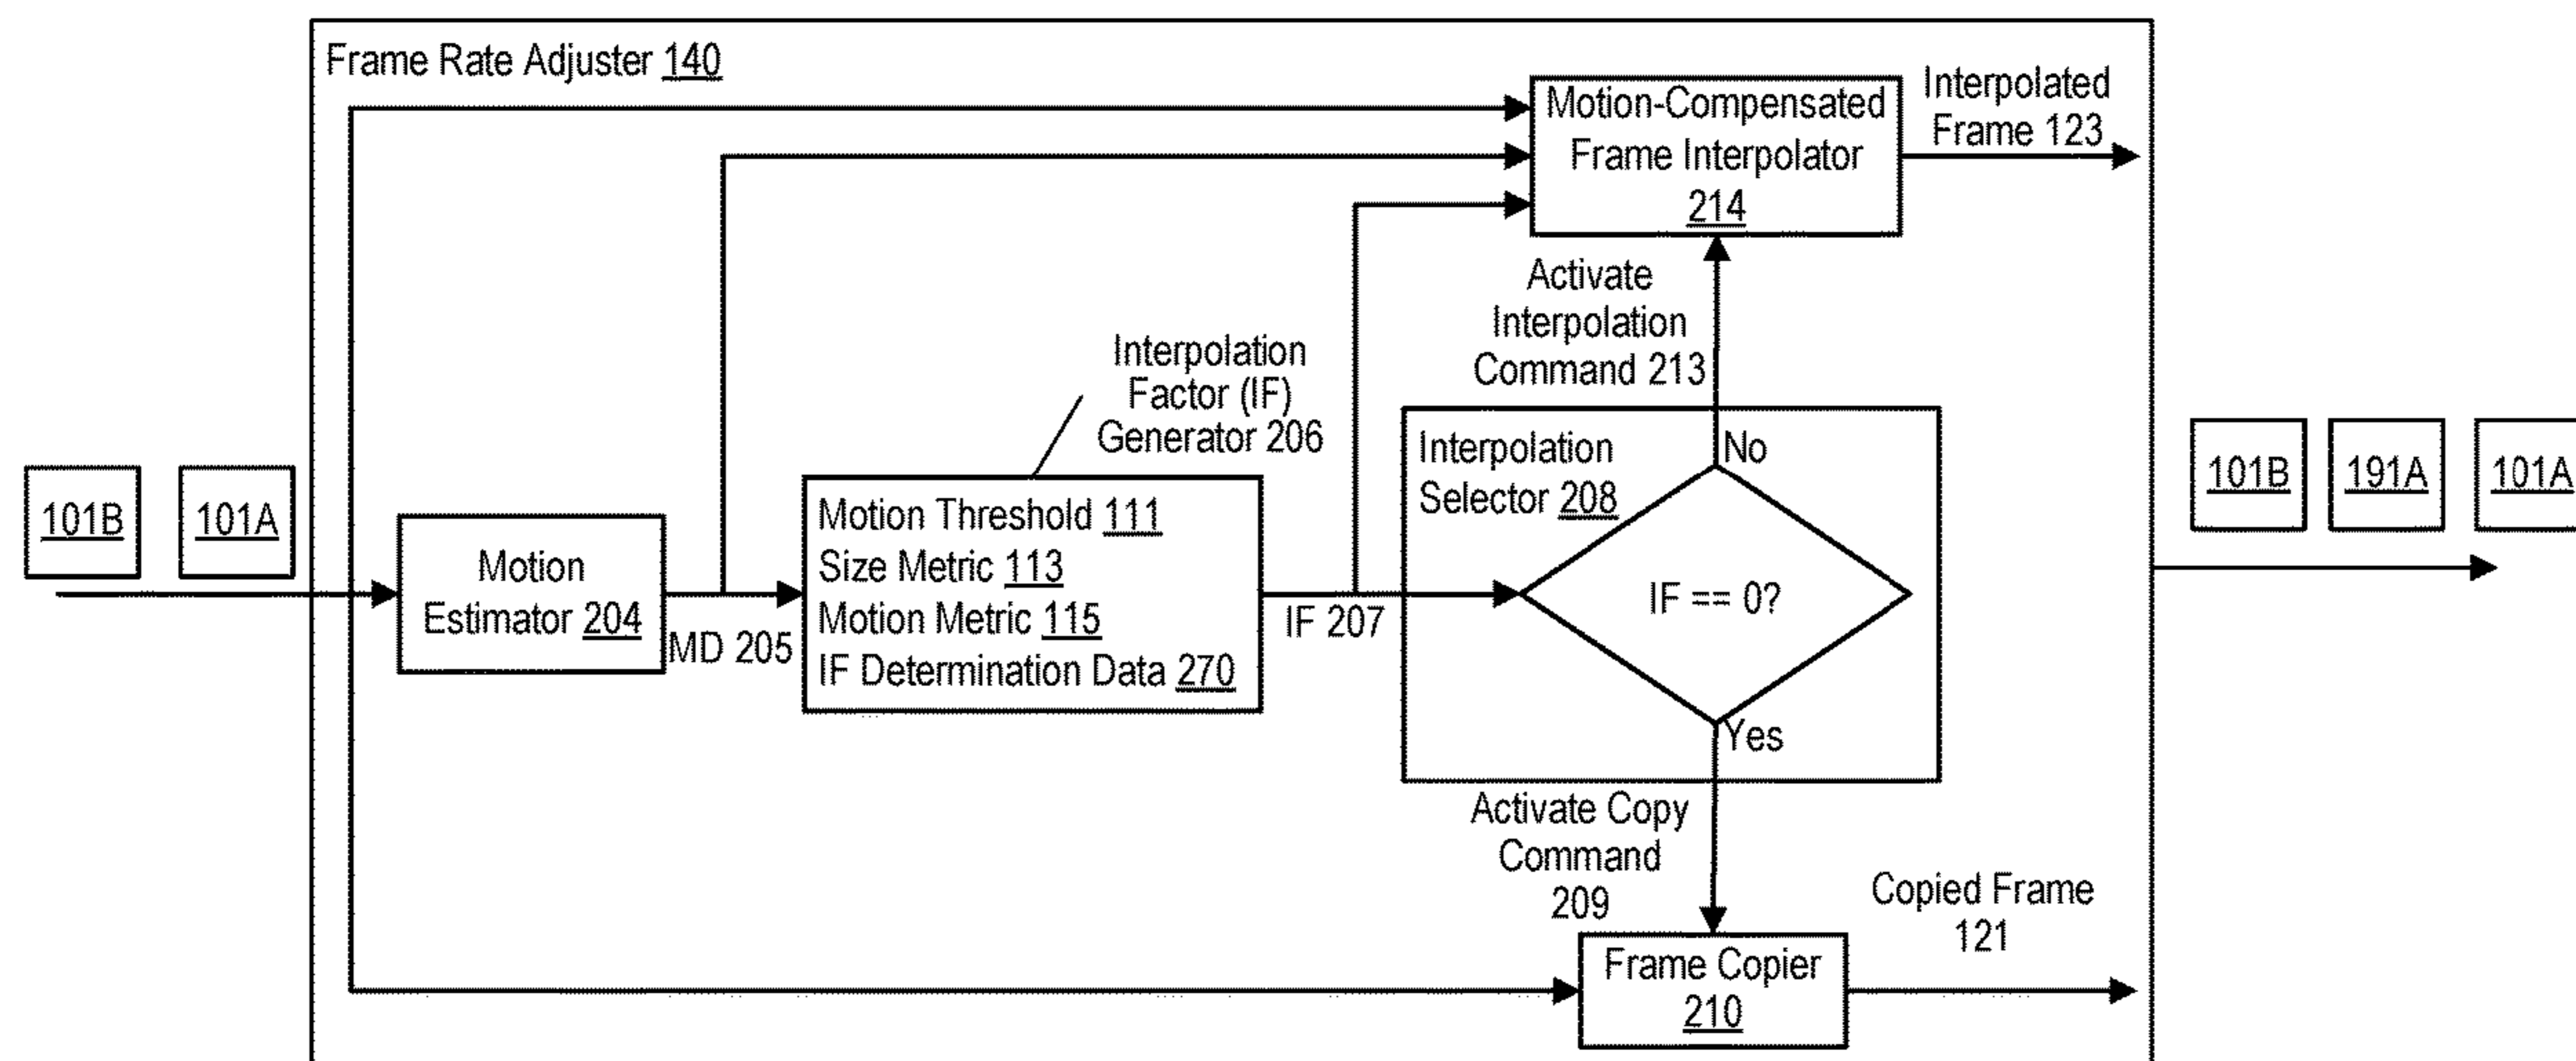 Frame Rate Adjuster 140
Motion-Compensated
Frame Interpolator
214
Interpolated
Frame 123
Activate
Interpolation
Command 213
Interpolation
Factor (IF)
Generator 206
101B
101A
Motion
Estimator 204
MD 205
Motion Threshold 111
Size Metric 113
Motion Metric 115
IF Determination Data 270
IF 207
Interpolation
Selector 208
No
IF == 0?
Yes
101B
191A
101A
Activate Copy
Command
209
Frame Copier
210
Copied Frame
121